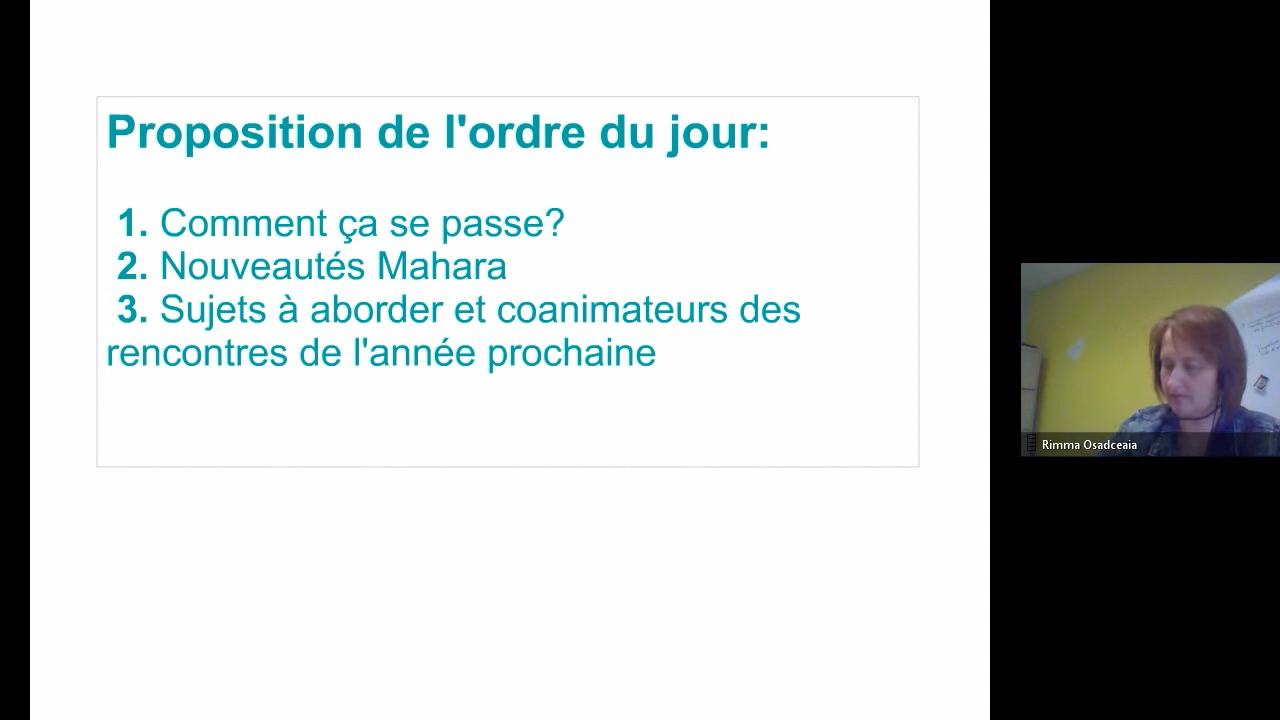 Proposition de l'ordre du jour:
1. Comment ça se passe?
2. Nouveautés Mahara
3. Sujets à aborder et coanimateurs des
rencontres de l'année prochaine
Rimma Osadceaia